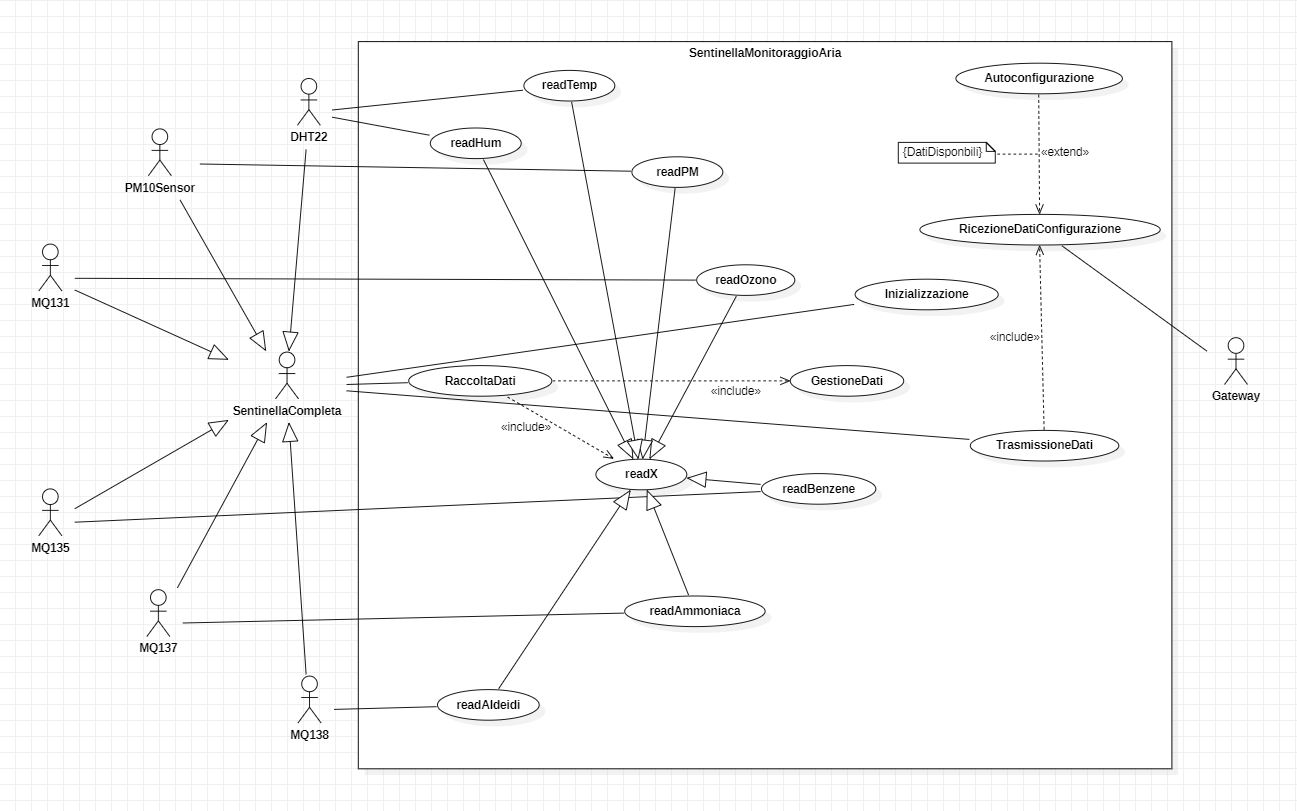 SentinellaMonitoraggioAria
Autoconfigurazione
readTemp
DHT22
readHum
{DatiDisponbili}
«extend»
readPM
PM10Sensor
RicezioneDatiConfigurazione
readOzono
Inizializzazione
MQ131
«include»
RaccoltaDati
GestioneDati
«include»
Gateway
SentinellaCompleta
«include»
TrasmissioneDati
readX
readBenzene
MQ135
readAmmoniaca
MQ137
readAldeidi
MQ138